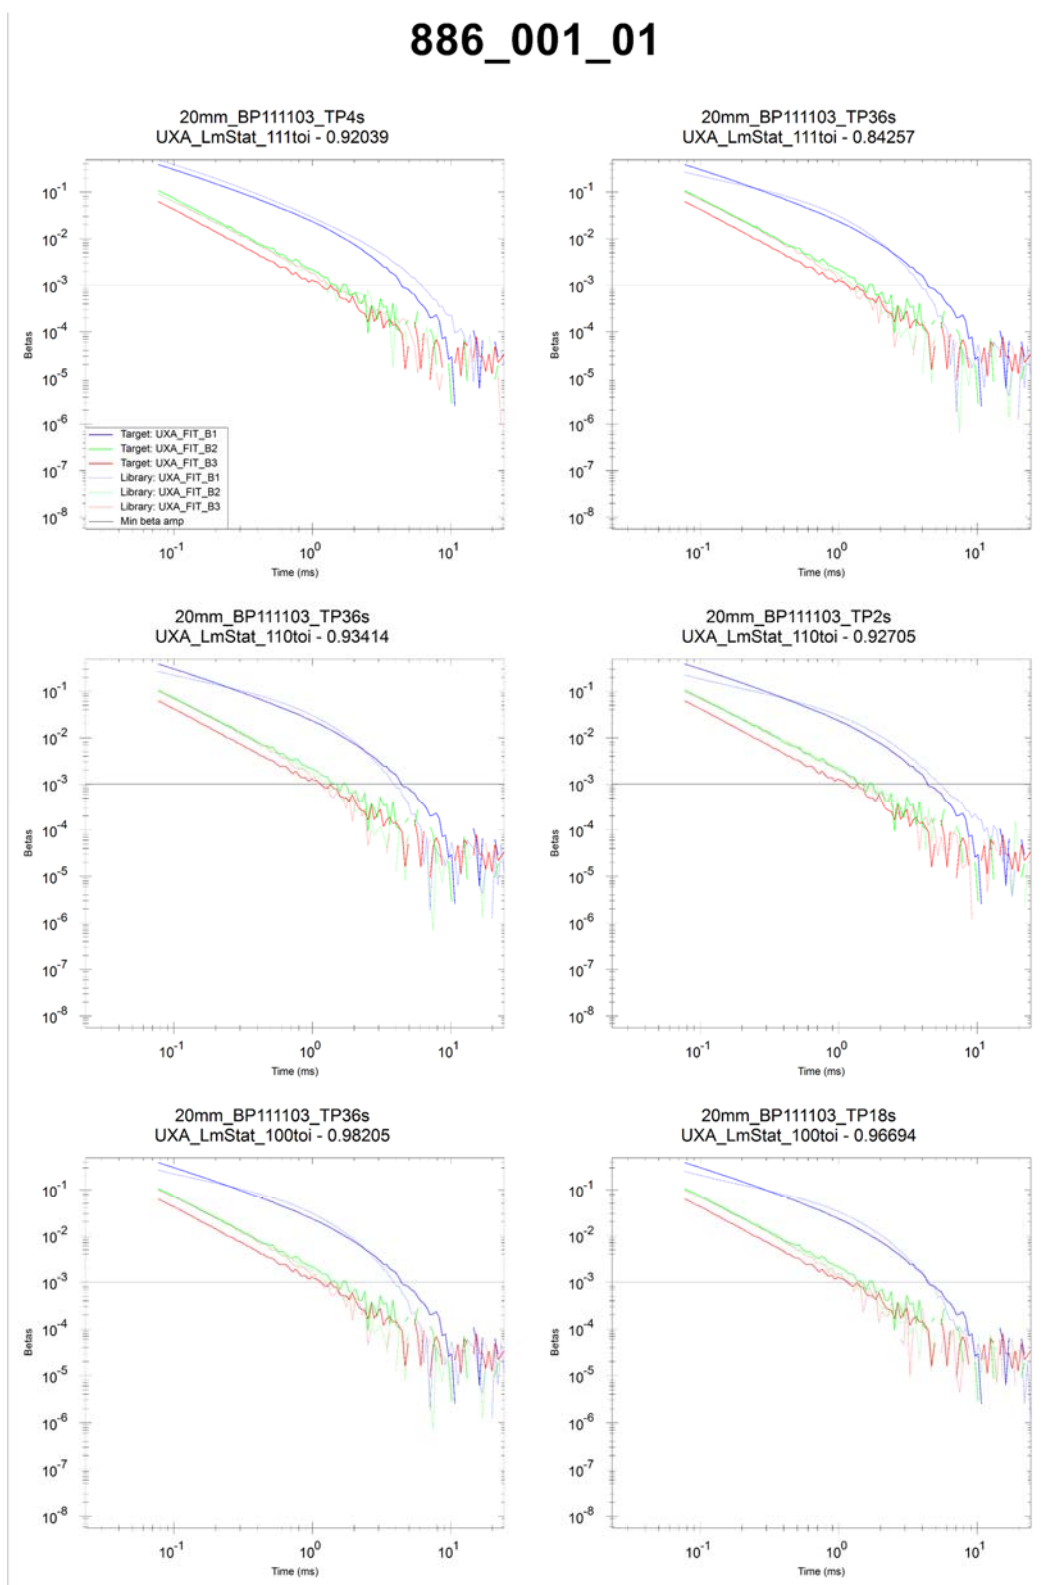 886_001_01
20mm_BP111103_TP4s
UXA_LmStat_111toi - 0.92039
10-1
10-2
10-3
10-4
10-5
10-6
10-7
10-8
Betas
Target: UXA_FIT_B1
Target: UXA_FIT_B2
Target: UXA_FIT_B3
Library: UXA_FIT_B1
Library: UXA_FIT_B2
Library: UXA_FIT_B3
Min beta amp
10-1 100 101
Time (ms)
20mm_BP111103_TP36s
UXA_LmStat_111toi - 0.84257
10-1
10-2
10-3
10-4
10-5
10-6
10-7
10-8
Betas
10-1 100 101
Time (ms)
20mm_BP111103_TP36s
UXA_LmStat_110toi - 0.93414
10-1
10-2
10-3
10-4
10-5
10-6
10-7
10-8
Betas
10-1 100 101
Time (ms)
20mm_BP111103_TP2s
UXA_LmStat_110toi - 0.92705
10-1
10-2
10-3
10-4
10-5
10-6
10-7
10-8
Betas
10-1 100 101
Time (ms)
20mm_BP111103_TP36s
UXA_LmStat_100toi - 0.98205
10-1
10-2
10-3
10-4
10-5
10-6
10-7
10-8
Betas
10-1 100 101
Time (ms)
20mm_BP111103_TP18s
UXA_LmStat_100toi - 0.96694
10-1
10-2
10-3
10-4
10-5
10-6
10-7
10-8
Betas
10-1 100 101
Time (ms)